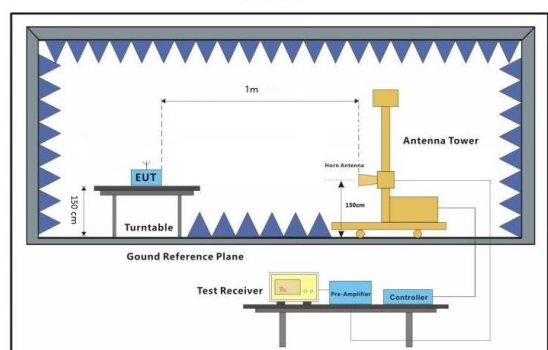 1m
Antenna Tower
Horn Antenna
EUT
150 cm
150cm
Turntable
Gound Reference Plane
Test Receiver
Pre-Amplifier
Controller